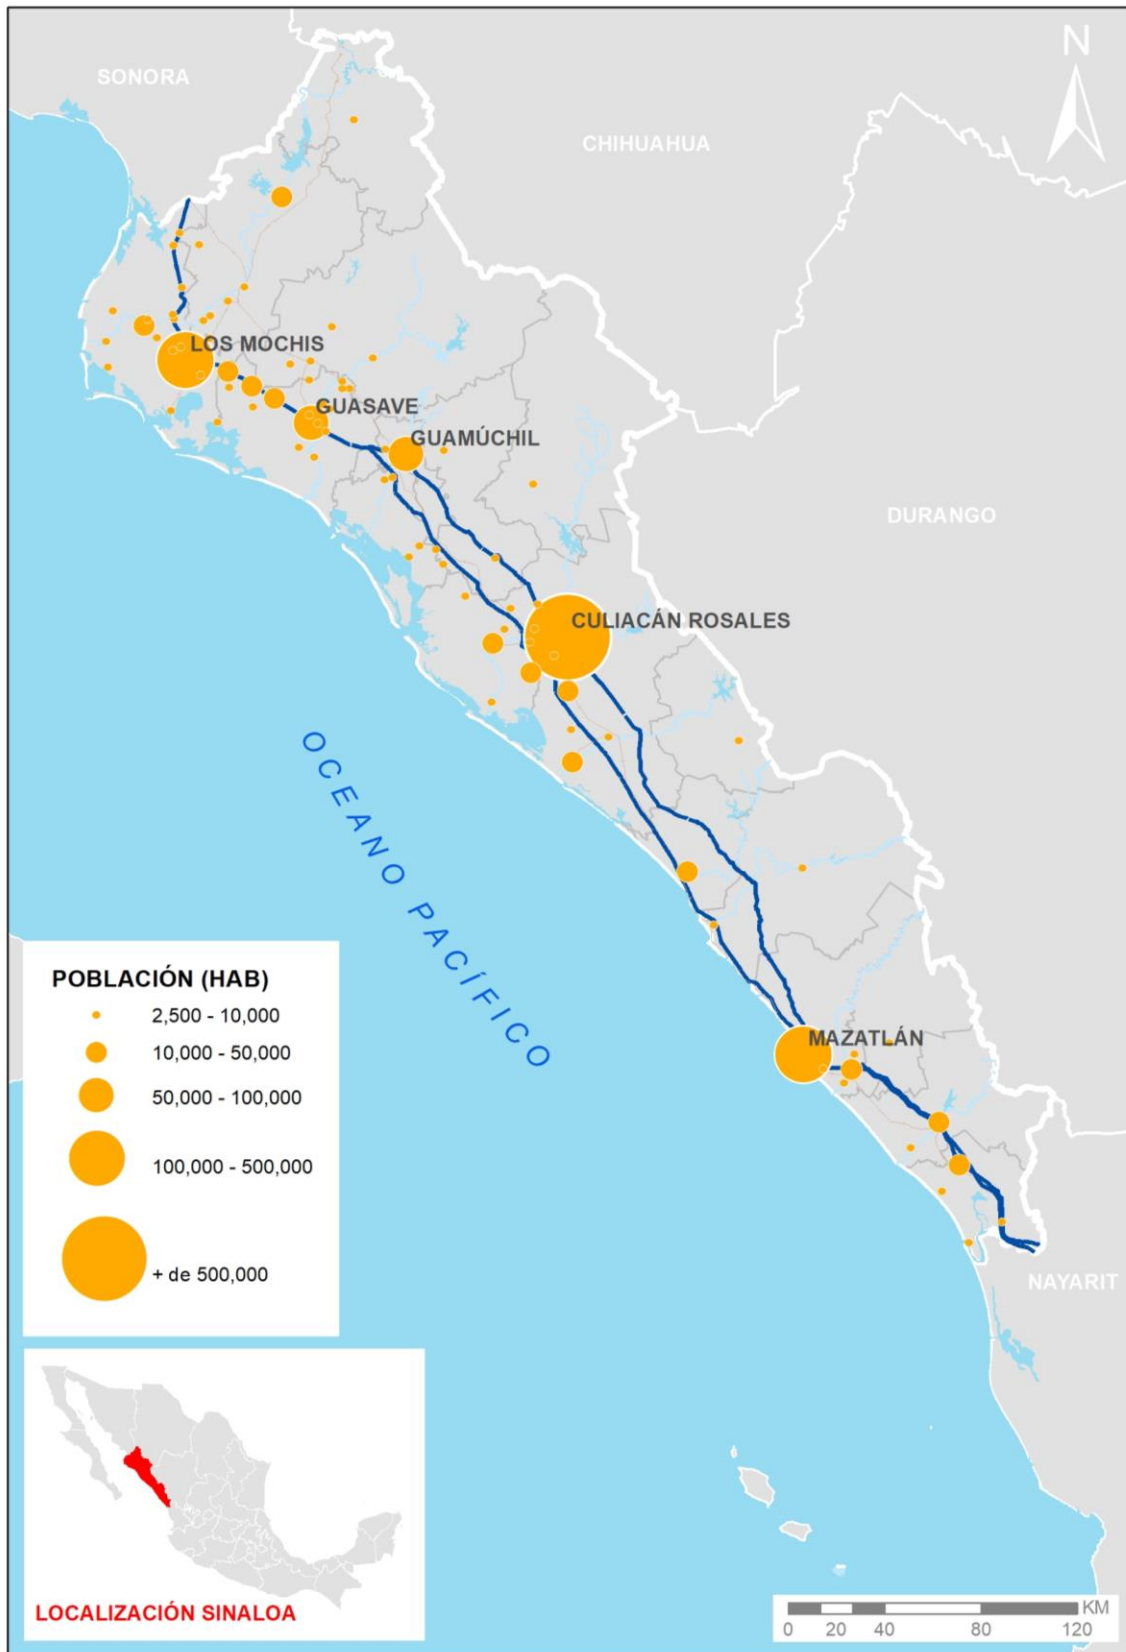 N
SONORA
CHIHUAHUA
LOS MOCHIS
GUASAVE
GUAMÚCHIL
DURANGO
CULIACÁN ROSALES
OCEANO PACÍFICO
MAZATLÁN
NAYARIT
POBLACIÓN (HAB)
2,500 - 10,000
10,000 - 50,000
50,000 - 100,000
100,000 - 500,000
+ de 500,000
LOCALIZACIÓN SINALOA
KM
0 20 40 80 120